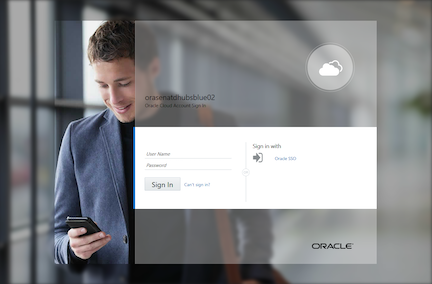 orasenatdhubsblue02
Oracle Cloud Account Sign In
User Name
Password
Sign In
Can't sign in?
Sign in with
Oracle SSO
ORACLE